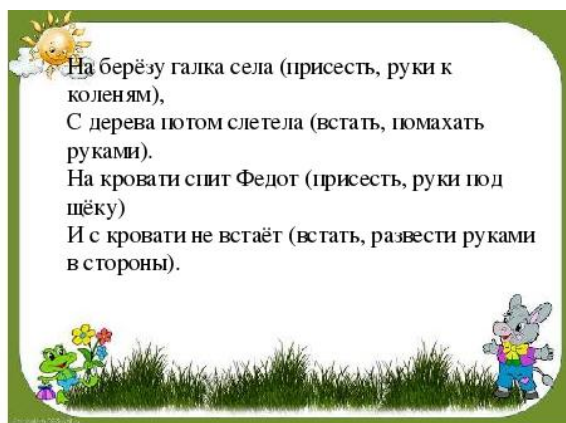 На берёзу галка села (присесть, руки к
коленям),
С дерева потом слетела (встать, помахать
руками).
На кровати спит Федот (присесть, руки под
щёку)
И с кровати не встаёт (встать, развести руками
в стороны).